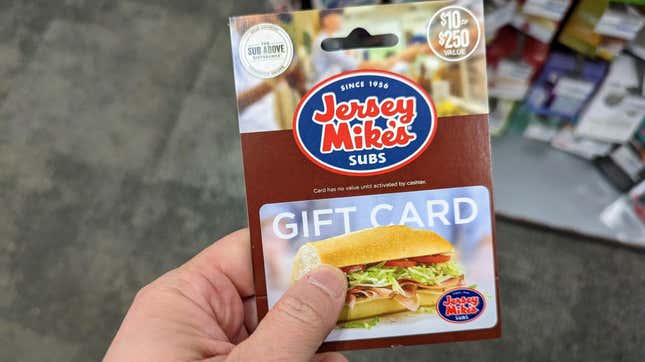 THE
SUB ABOVE
$10 TO
$250
VALUE
SINCE 1956
Jersey
Mike's
SUBS
Card has no value until activated by cashier.
GIFT CARD
Jersey
Mike's
SUBS